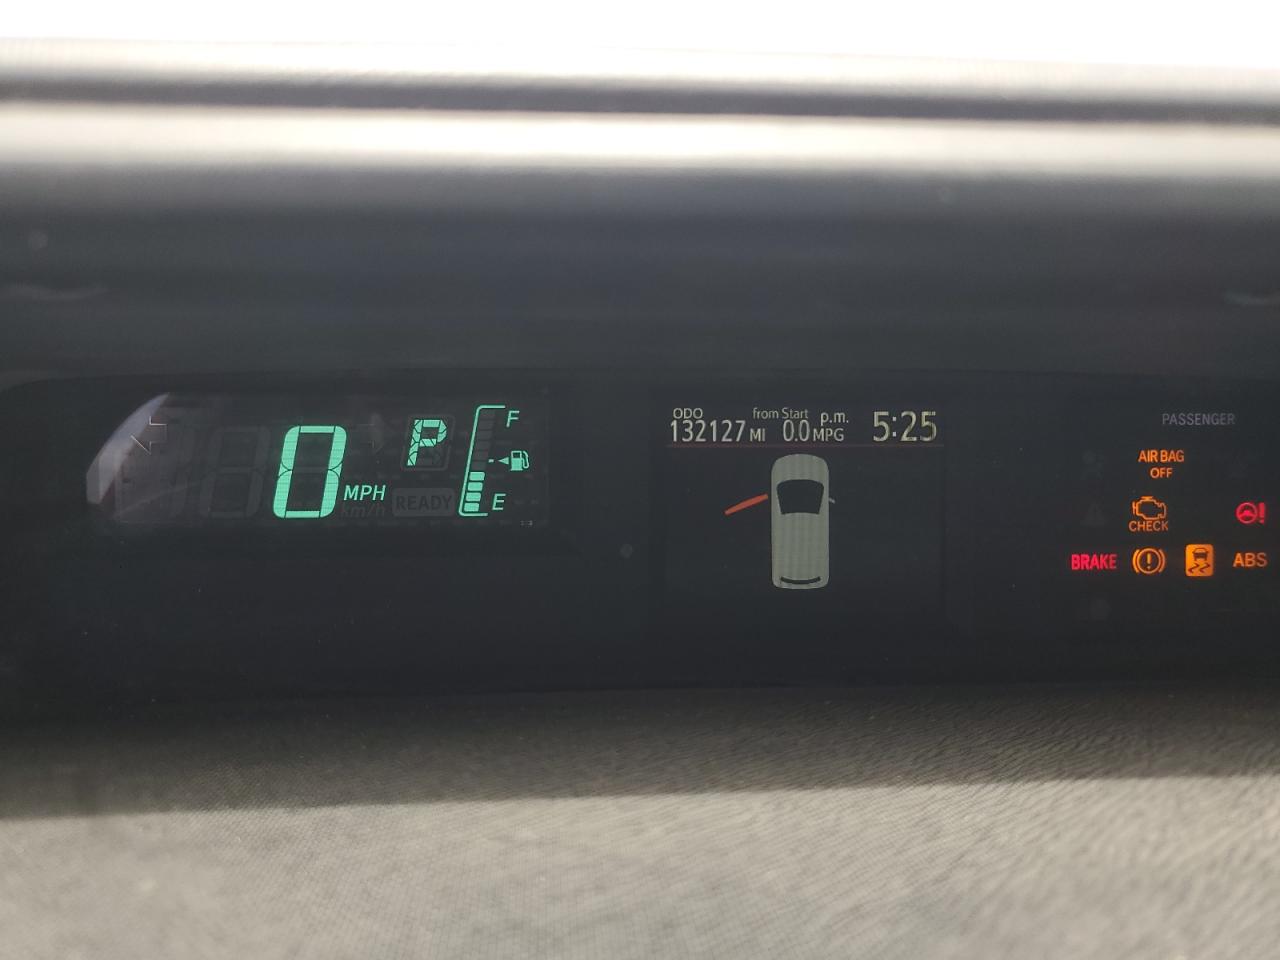 0 MPH
km/h
P
READY
F
E
ODO from Start p.m.
132127 MI 0.0 MPG 5:25
PASSENGER
AIR BAG
OFF
CHECK
BRAKE
ABS